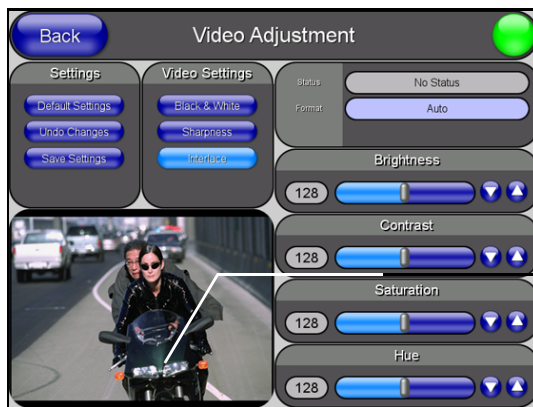 Back
Video Adjustment
Settings
Default Settings
Undo Changes
Save Settings
Video Settings
Black & White
Sharpness
Interlace
Status
No Status
Format
Auto
Brightness
128
Contrast
128
Saturation
128
Hue
128